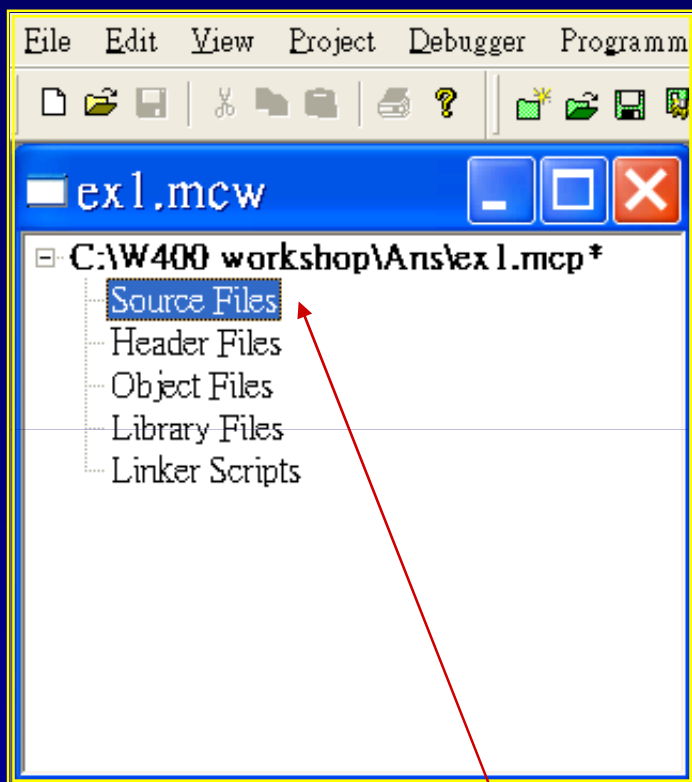 File Edit View Project Debugger Programm
ex1.mcw
C:\W400 workshop\Ans\ex1.mcp*
Source Files
Header Files
Object Files
Library Files
Linker Scripts